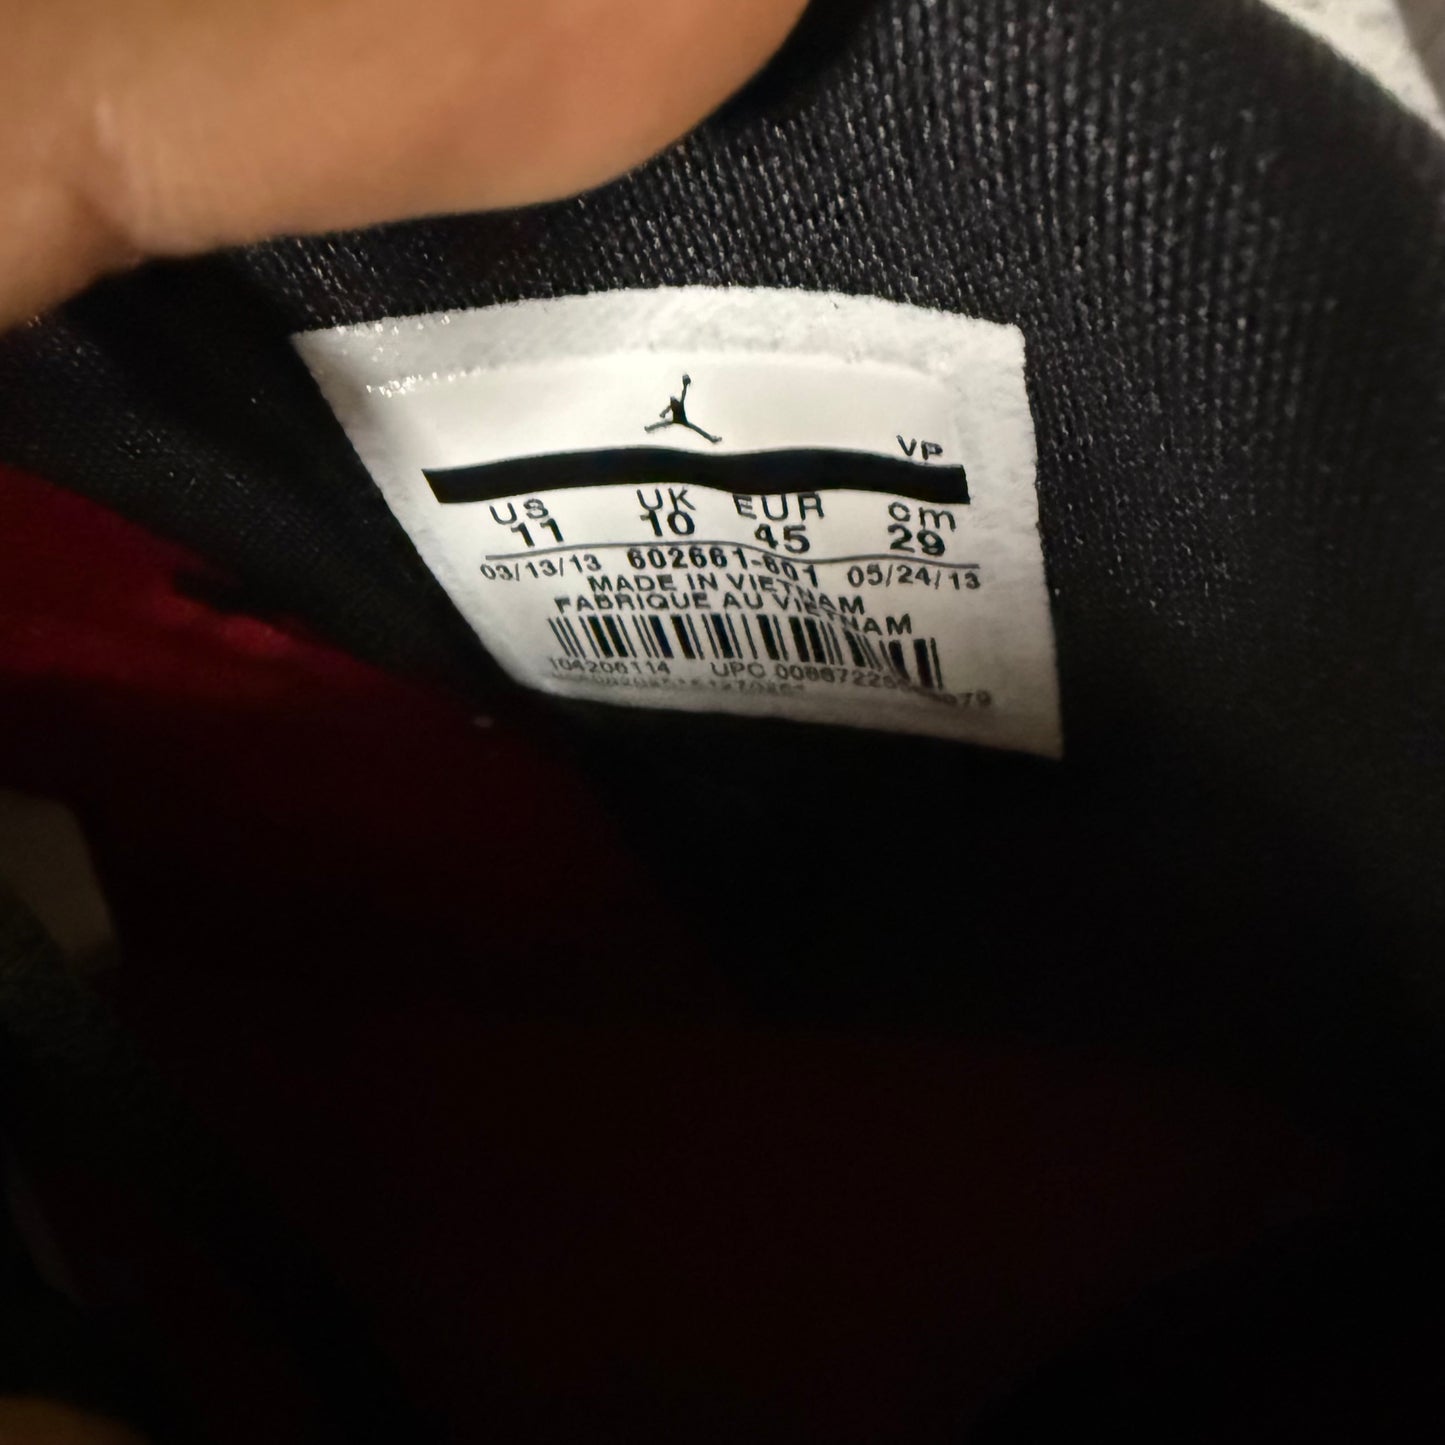 VP
US UK EUR cm
11 10 45 29
03/13/13 602661-601 05/24/13
MADE IN VIETNAM
FABRIQUE AU VIETNAM
104206114 UPC